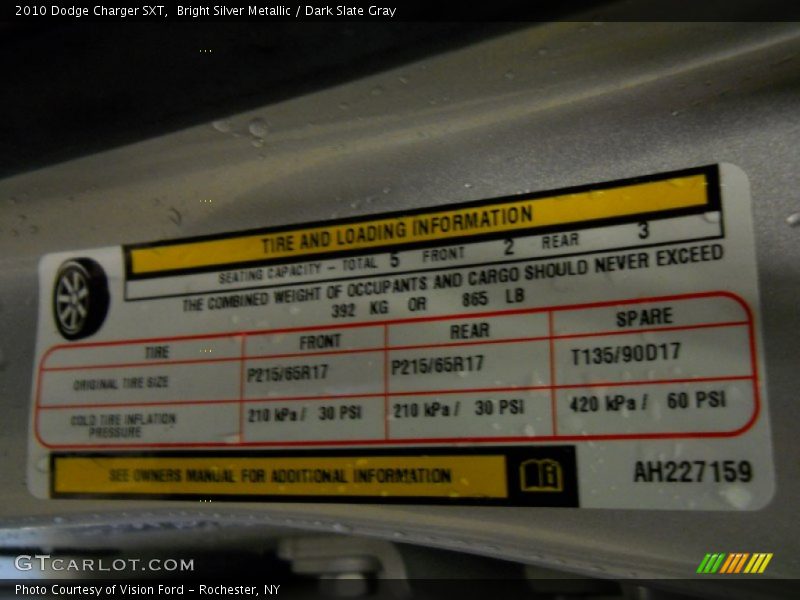 2010 Dodge Charger SXT,  Bright Silver Metallic / Dark Slate Gray
TIRE AND LOADING INFORMATION
SEATING CAPACITY – TOTAL 5 FRONT 2 REAR 3
THE COMBINED WEIGHT OF OCCUPANTS AND CARGO SHOULD NEVER EXCEED
392 KG OR 865 LB
TIRE FRONT REAR SPARE
ORIGINAL TIRE SIZE P215/65R17 P215/65R17 T135/90D17
COLD TIRE INFLATION PRESSURE 210 kPa / 30 PSI 210 kPa / 30 PSI 420 kPa / 60 PSI
SEE OWNERS MANUAL FOR ADDITIONAL INFORMATION
AH227159
GTCARLOT.COM
Photo Courtesy of Vision Ford – Rochester, NY